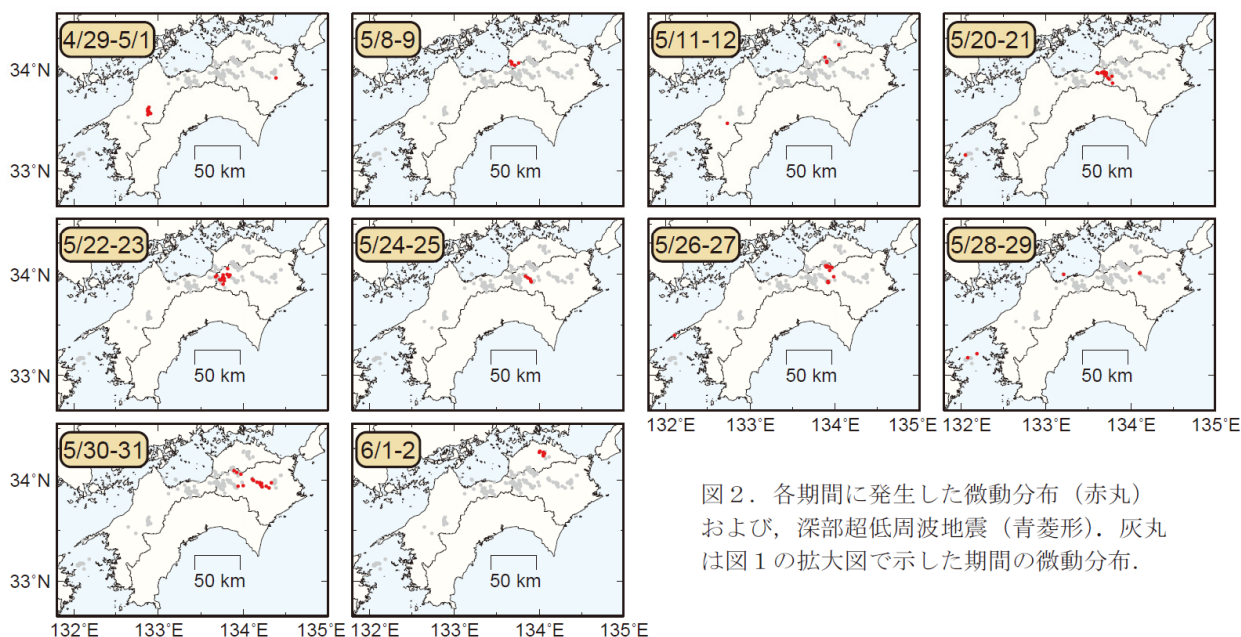 4/29-5/1
5/8-9
5/11-12
5/20-21
34°N
33°N
50 km
50 km
50 km
50 km
5/22-23
5/24-25
5/26-27
5/28-29
34°N
33°N
50 km
50 km
50 km
50 km
132°E 133°E 134°E 135°E 132°E 133°E 134°E 135°E
5/30-31
6/1-2
34°N
33°N
50 km
50 km
132°E 133°E 134°E 135°E 132°E 133°E 134°E 135°E
図2．各期間に発生した微動分布（赤丸）
および，深部超低周波地震（青菱形）．灰丸
は図1の拡大図で示した期間の微動分布．